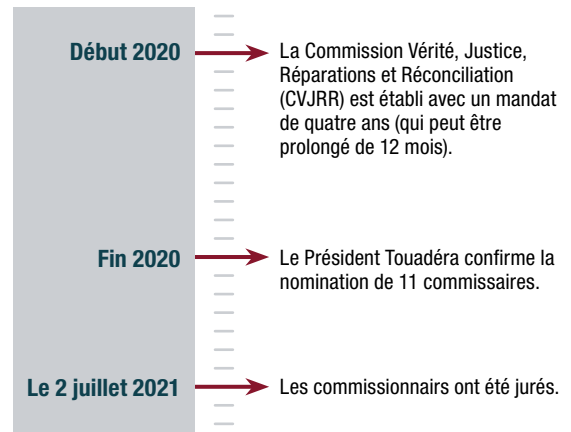 Début 2020
La Commission Vérité, Justice,
Réparations et Réconciliation
(CVJRR) est établi avec un mandat
de quatre ans (qui peut être
prolongé de 12 mois).
Fin 2020
Le Président Touadéra confirme la
nomination de 11 commissaires.
Le 2 juillet 2021
Les commissionnairs ont été jurés.